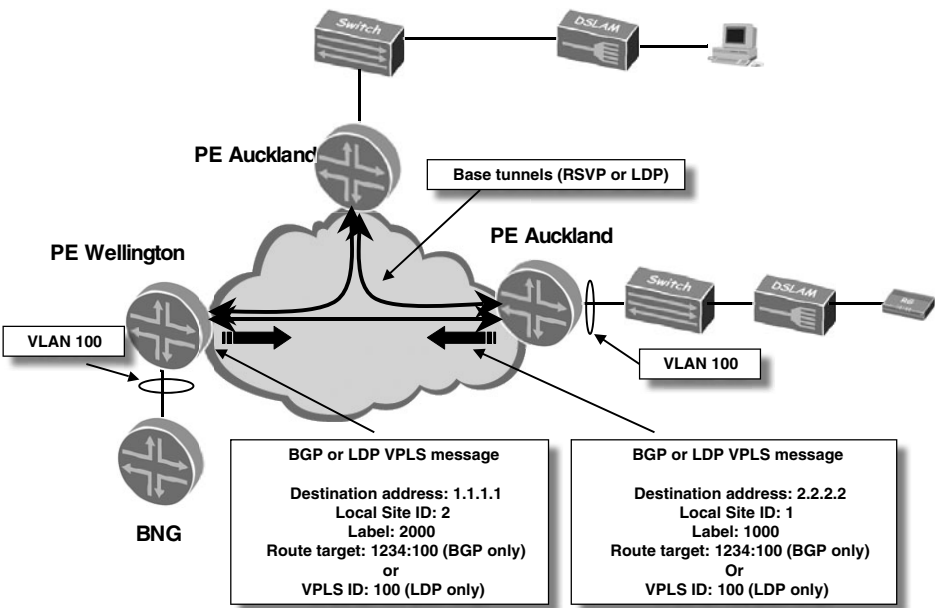 Switch
DSLAM
PE Auckland
Base tunnels (RSVP or LDP)
PE Auckland
PE Wellington
Switch
DSLAM
RG
VLAN 100
VLAN 100
BNG
BGP or LDP VPLS message
Destination address: 1.1.1.1
Local Site ID: 2
Label: 2000
Route target: 1234:100 (BGP only)
or
VPLS ID: 100 (LDP only)
BGP or LDP VPLS message
Destination address: 2.2.2.2
Local Site ID: 1
Label: 1000
Route target: 1234:100 (BGP only)
Or
VPLS ID: 100 (LDP only)